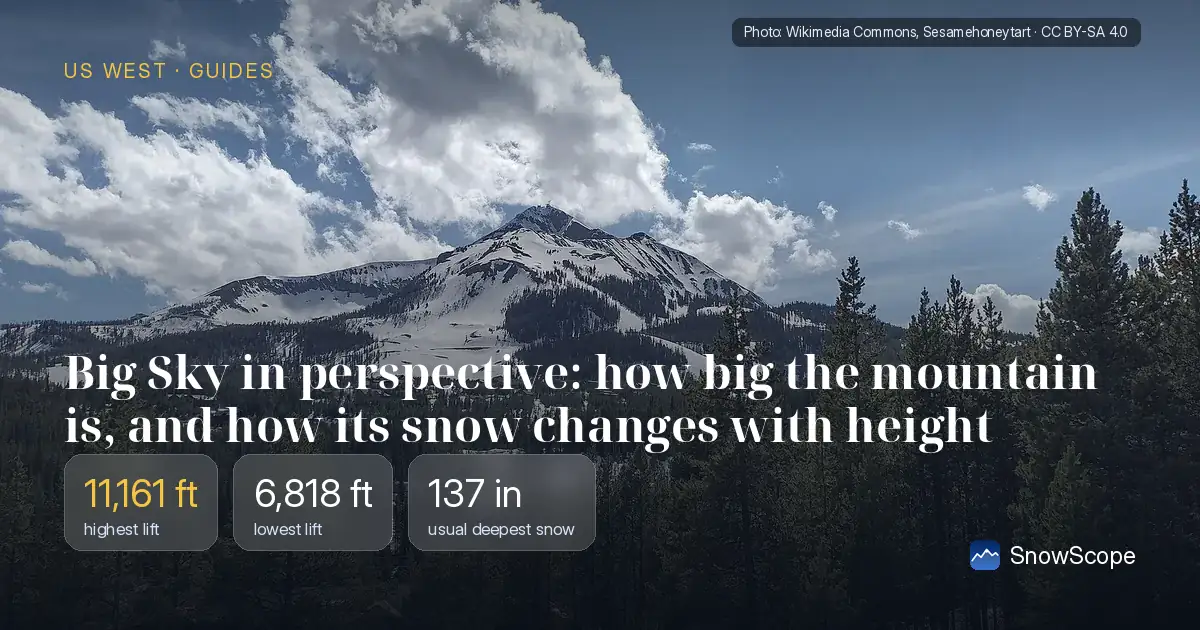 Photo: Wikimedia Commons, Sesamehoneytart · CC BY-SA 4.0
US WEST · GUIDES
Big Sky in perspective: how big the mountain
is, and how its snow changes with height
11,161 ft
highest lift
6,818 ft
lowest lift
137 in
usual deepest snow
SnowScope